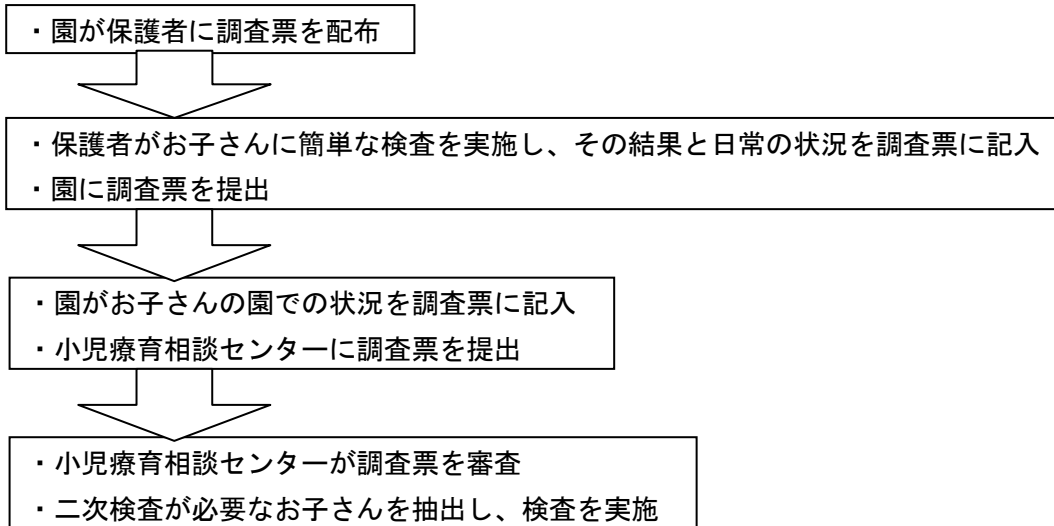 ・園が保護者に調査票を配布
・保護者がお子さんに簡単な検査を実施し、その結果と日常の状況を調査票に記入
・園に調査票を提出
・園がお子さんの園での状況を調査票に記入
・小児療育相談センターに調査票を提出
・小児療育相談センターが調査票を審査
・二次検査が必要なお子さんを抽出し、検査を実施